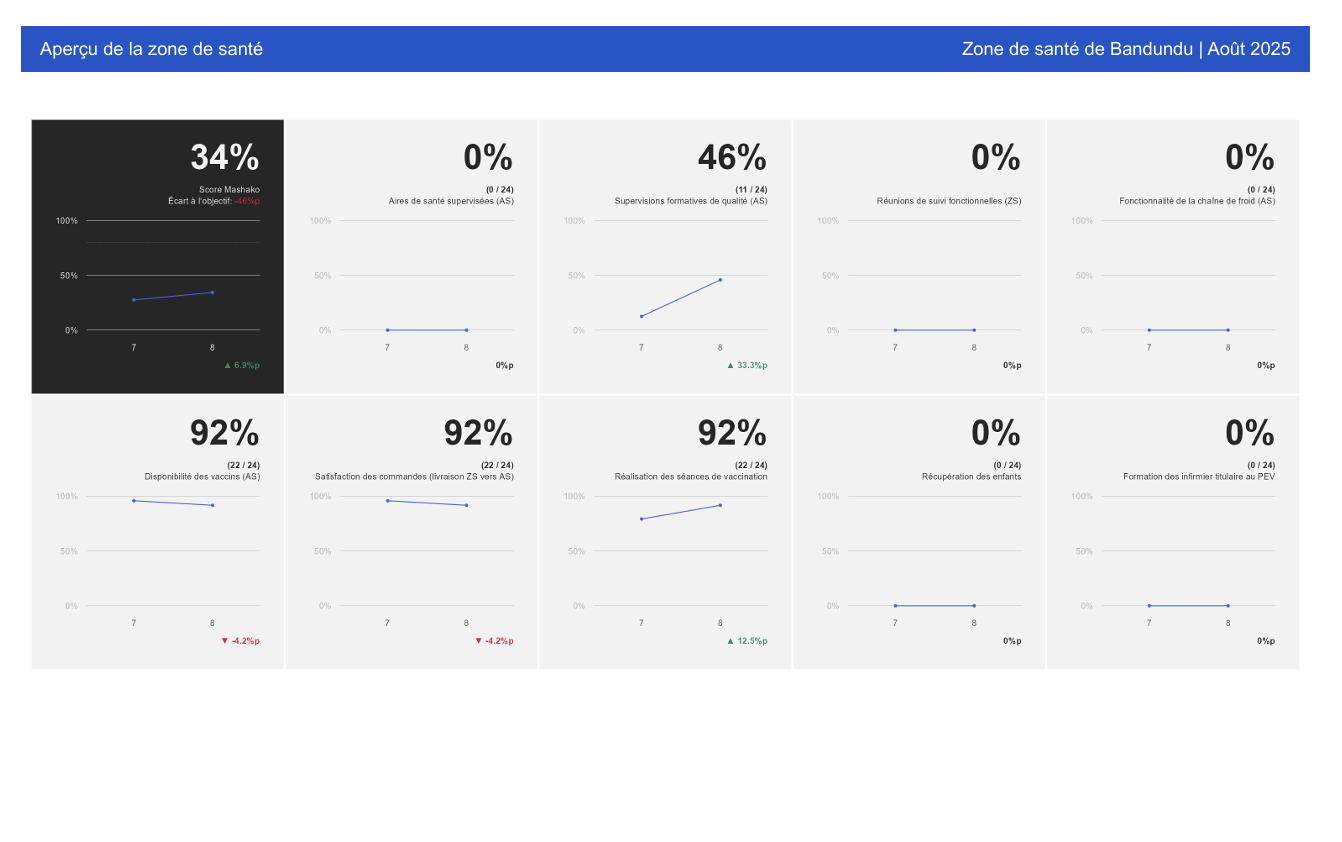 Aperçu de la zone de santé
Zone de santé de Bandundu | Août 2025
34%
Score Mashako
Écart à l'objectif: -46%p
100%
50%
0%
7 8
▲ 6.9%p
0%
(0 / 24)
Aires de santé supervisées (AS)
100%
50%
0%
7 8
0%p
46%
(11 / 24)
Supervisions formatives de qualité (AS)
100%
50%
0%
7 8
▲ 33.3%p
0%
Réunions de suivi fonctionnelles (ZS)
100%
50%
0%
7 8
0%p
0%
(0 / 24)
Fonctionnalité de la chaîne de froid (AS)
100%
50%
0%
7 8
0%p
92%
(22 / 24)
Disponibilité des vaccins (AS)
100%
50%
0%
7 8
▼ -4.2%p
92%
(22 / 24)
Satisfaction des commandes (livraison ZS vers AS)
100%
50%
0%
7 8
▼ -4.2%p
92%
(22 / 24)
Réalisation des séances de vaccination
100%
50%
0%
7 8
▲ 12.5%p
0%
(0 / 24)
Récupération des enfants
100%
50%
0%
7 8
0%p
0%
(0 / 24)
Formation des infirmier titulaire au PEV
100%
50%
0%
7 8
0%p